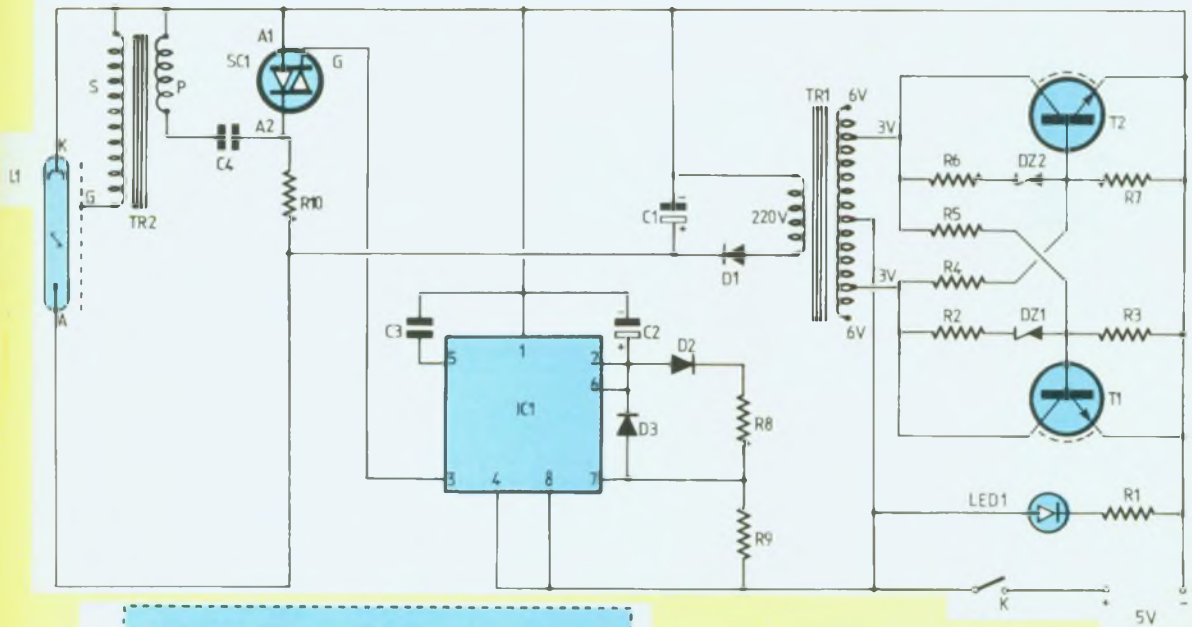 A1
SC1
G
S
P
A2
C4
K
L1
G
TR2
R10
A
TR1
6V
3V
T2
R6
DZ2
R7
R5
C1
-
+
220V
D1
R4
3V
R2
DZ1
R3
6V
T1
C3
-
C2
+
5
1
2
D2
6
IC1
D3
R8
3
4
8
7
R9
LED1
R1
K
+
-
5V